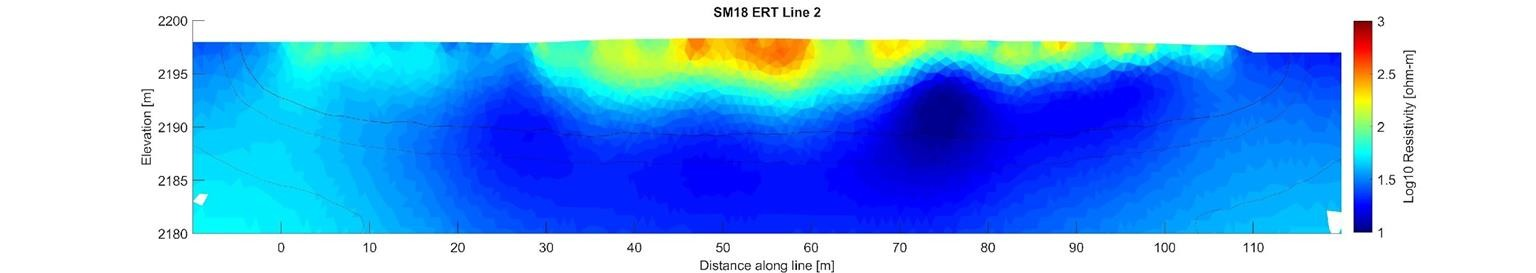 SM18 ERT Line 2
2200
2195
2190
2185
2180
Elevation [m]
0 10 20 30 40 50 60 70 80 90 100 110
Distance along line [m]
3
2.5
2
1.5
1
Log10 Resistivity [ohm-m]